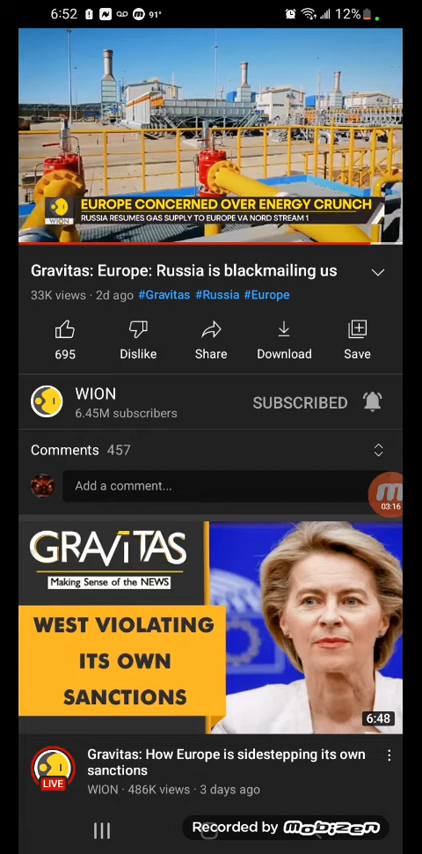 6:52
91°
12%
WION
EUROPE CONCERNED OVER ENERGY CRUNCH
RUSSIA RESUMES GAS SUPPLY TO EUROPE VA NORD STREAM 1
Gravitas: Europe: Russia is blackmailing us
33K views · 2d ago #Gravitas #Russia #Europe
695 Dislike Share Download Save
WION
6.45M subscribers
SUBSCRIBED
Comments 457
Add a comment...
03:16
GRAVITAS
Making Sense of the NEWS
WEST VIOLATING
ITS OWN
SANCTIONS
6:48
Gravitas: How Europe is sidestepping its own
sanctions
LIVE
WION · 486K views · 3 days ago
Recorded by mobizen